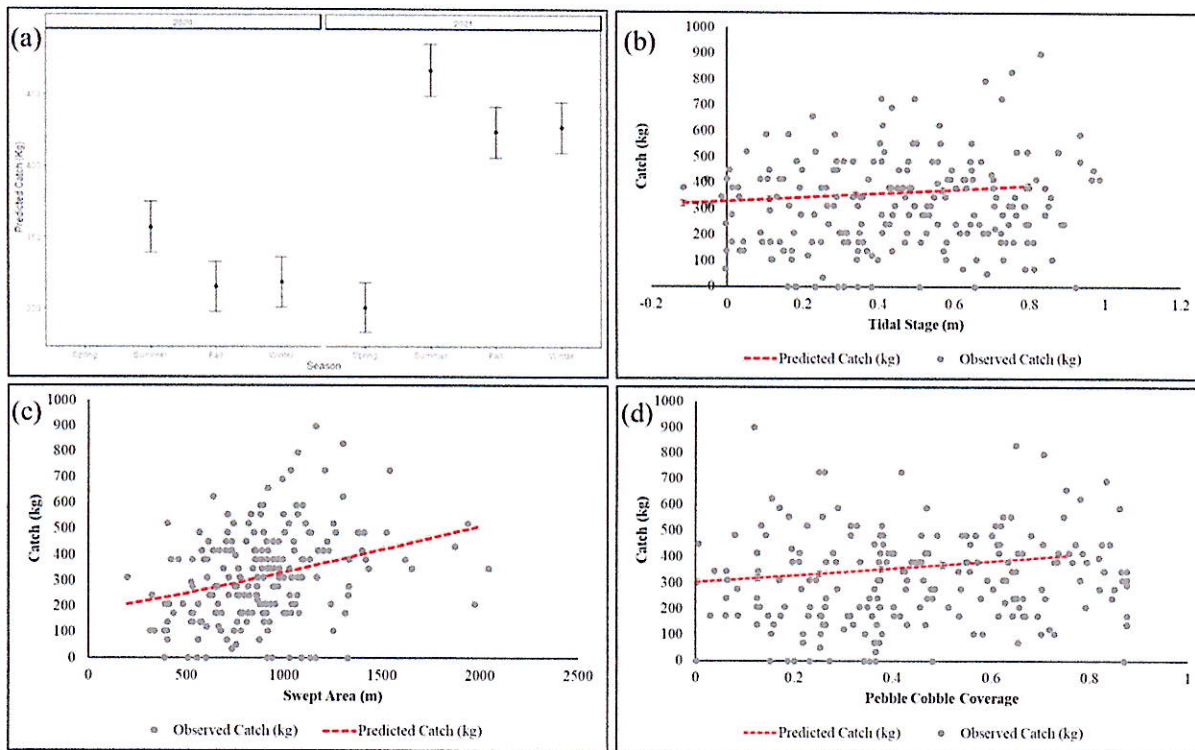 (a)
2020 2021
Predicted Catch (Kg)
400
350
300
Spring Summer Fall Winter Spring Summer Fall Winter
Season
(b)
1000
900
800
700
600
500
400
300
200
100
0
Catch (kg)
-0.2 0 0.2 0.4 0.6 0.8 1 1.2
Tidal Stage (m)
Predicted Catch (kg) Observed Catch (kg)
(c)
1000
900
800
700
600
500
400
300
200
100
0
Catch (kg)
0 500 1000 1500 2000 2500
Swept Area (m)
Observed Catch (kg) Predicted Catch (kg)
(d)
1000
900
800
700
600
500
400
300
200
100
0
Catch (kg)
0 0.2 0.4 0.6 0.8 1
Pebble Cobble Coverage
Predicted Catch (kg) Observed Catch (kg)